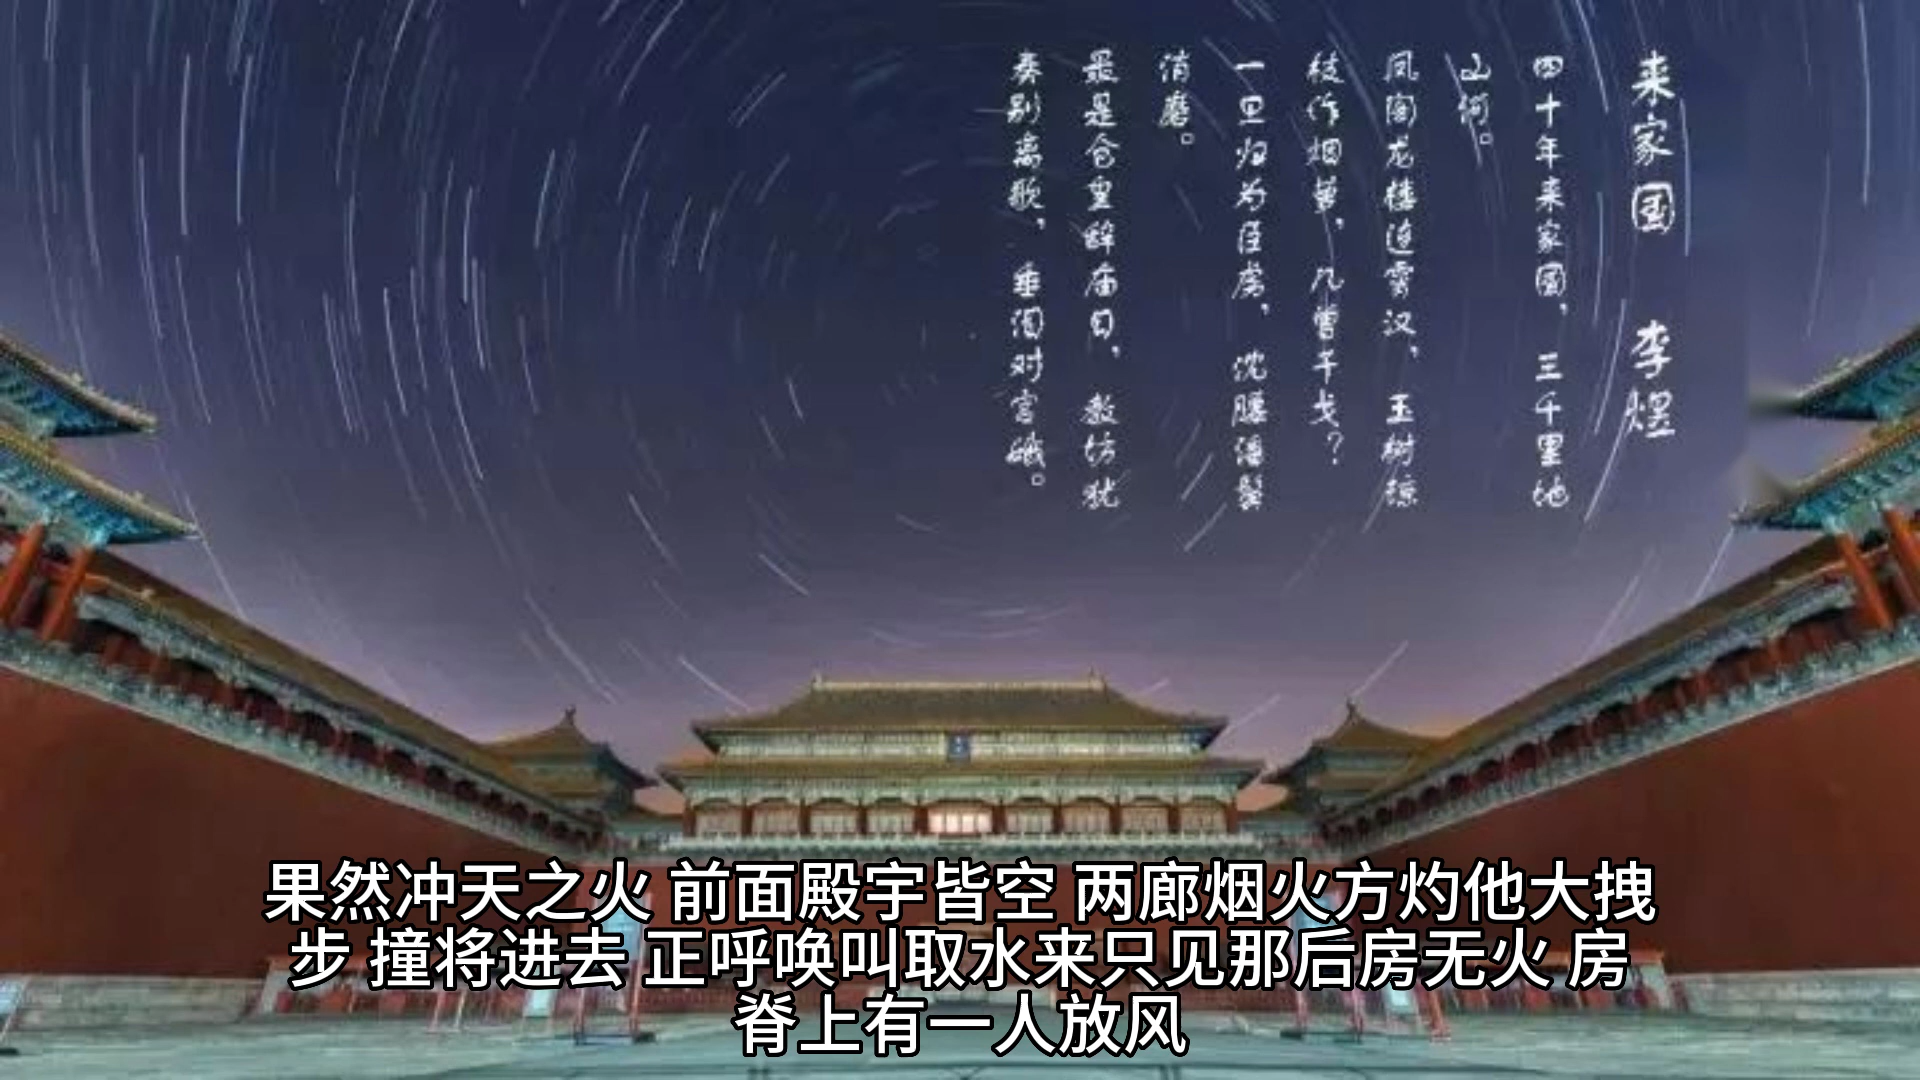 来家国 李煜
四十年来家国，三千里地
山河。
凤阁龙楼连霄汉，玉树琼
枝作烟萝，几曾干戈？
一旦归为臣虏，沈腰潘鬓
消磨。
最是仓皇辞庙日，教坊犹
奏别离歌，垂泪对宫娥。
果然冲天之火 前面殿宇皆空 两廊烟火方灼他大拽
步 撞将进去 正呼唤叫取水来只见那后房无火 房
脊上有一人放风